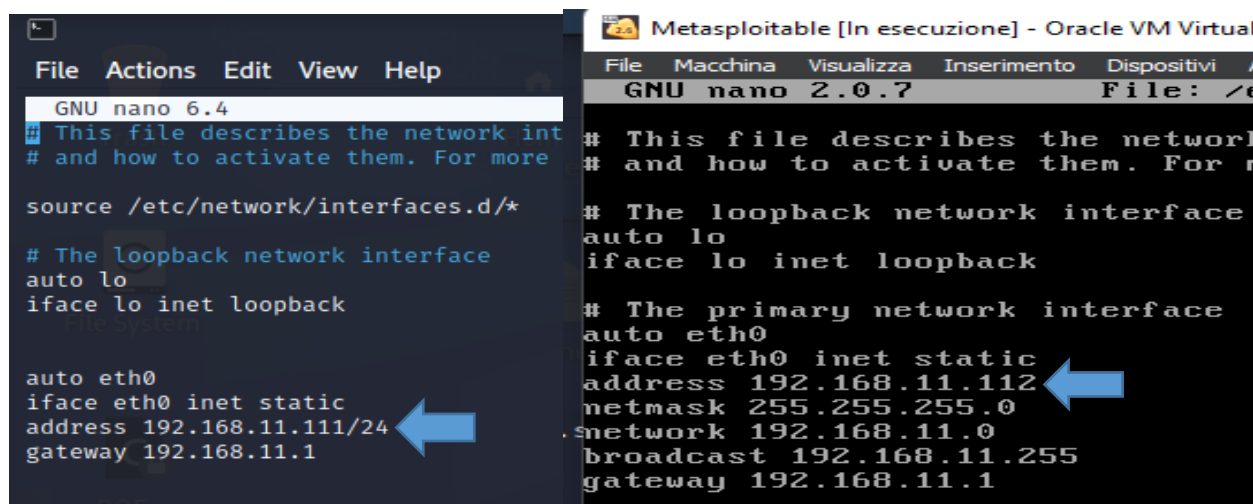 File Actions Edit View Help
GNU nano 6.4
# This file describes the network int
# and how to activate them. For more
source /etc/network/interfaces.d/*
# The loopback network interface
auto lo
iface lo inet loopback
File System
auto eth0
iface eth0 inet static
address 192.168.11.111/24
gateway 192.168.11.1
Metasploitable [In esecuzione] - Oracle VM Virtual
File Macchina Visualizza Inserimento Dispositivi
GNU nano 2.0.7 File: /e
# This file describes the network
# and how to activate them. For
# The loopback network interface
auto lo
iface lo inet loopback
# The primary network interface
auto eth0
iface eth0 inet static
address 192.168.11.112
netmask 255.255.255.0
network 192.168.11.0
broadcast 192.168.11.255
gateway 192.168.11.1